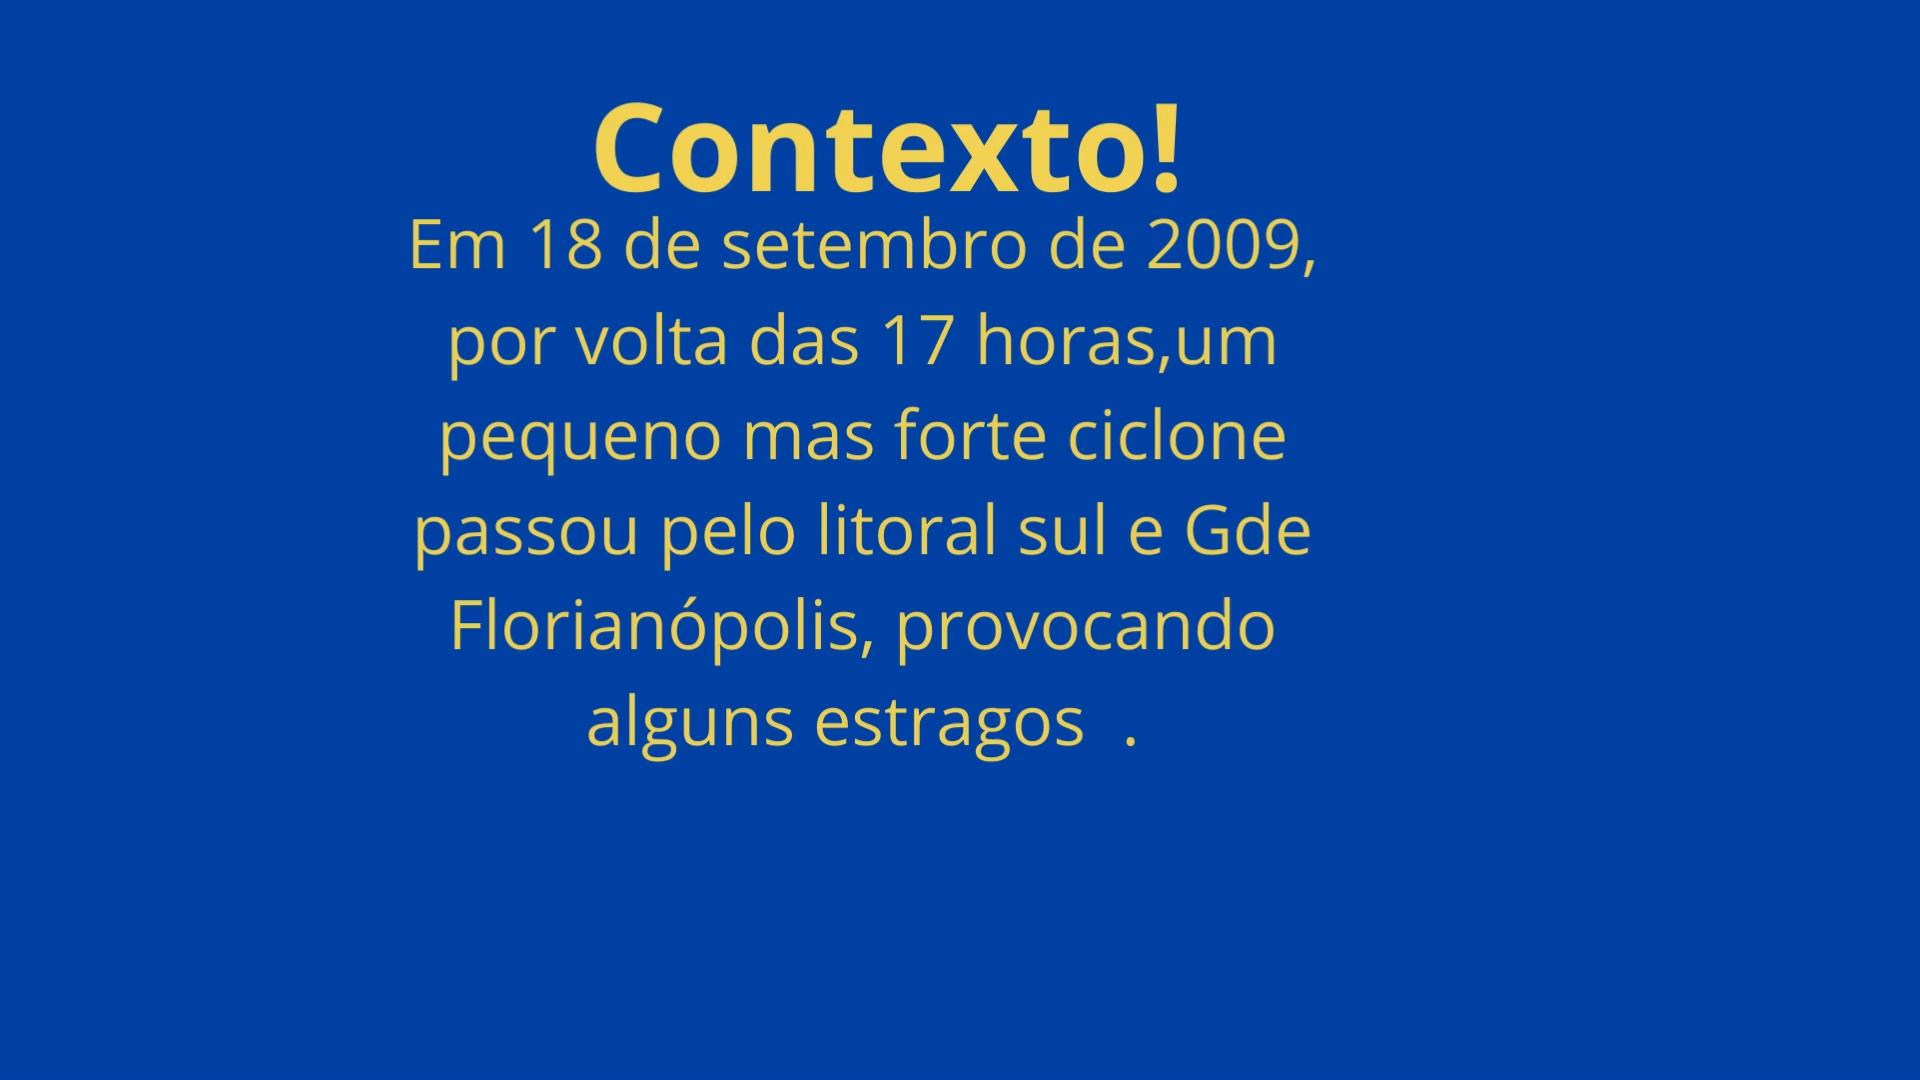 Contexto!
Em 18 de setembro de 2009,
por volta das 17 horas,um
pequeno mas forte ciclone
passou pelo litoral sul e Gde
Florianópolis, provocando
alguns estragos  .